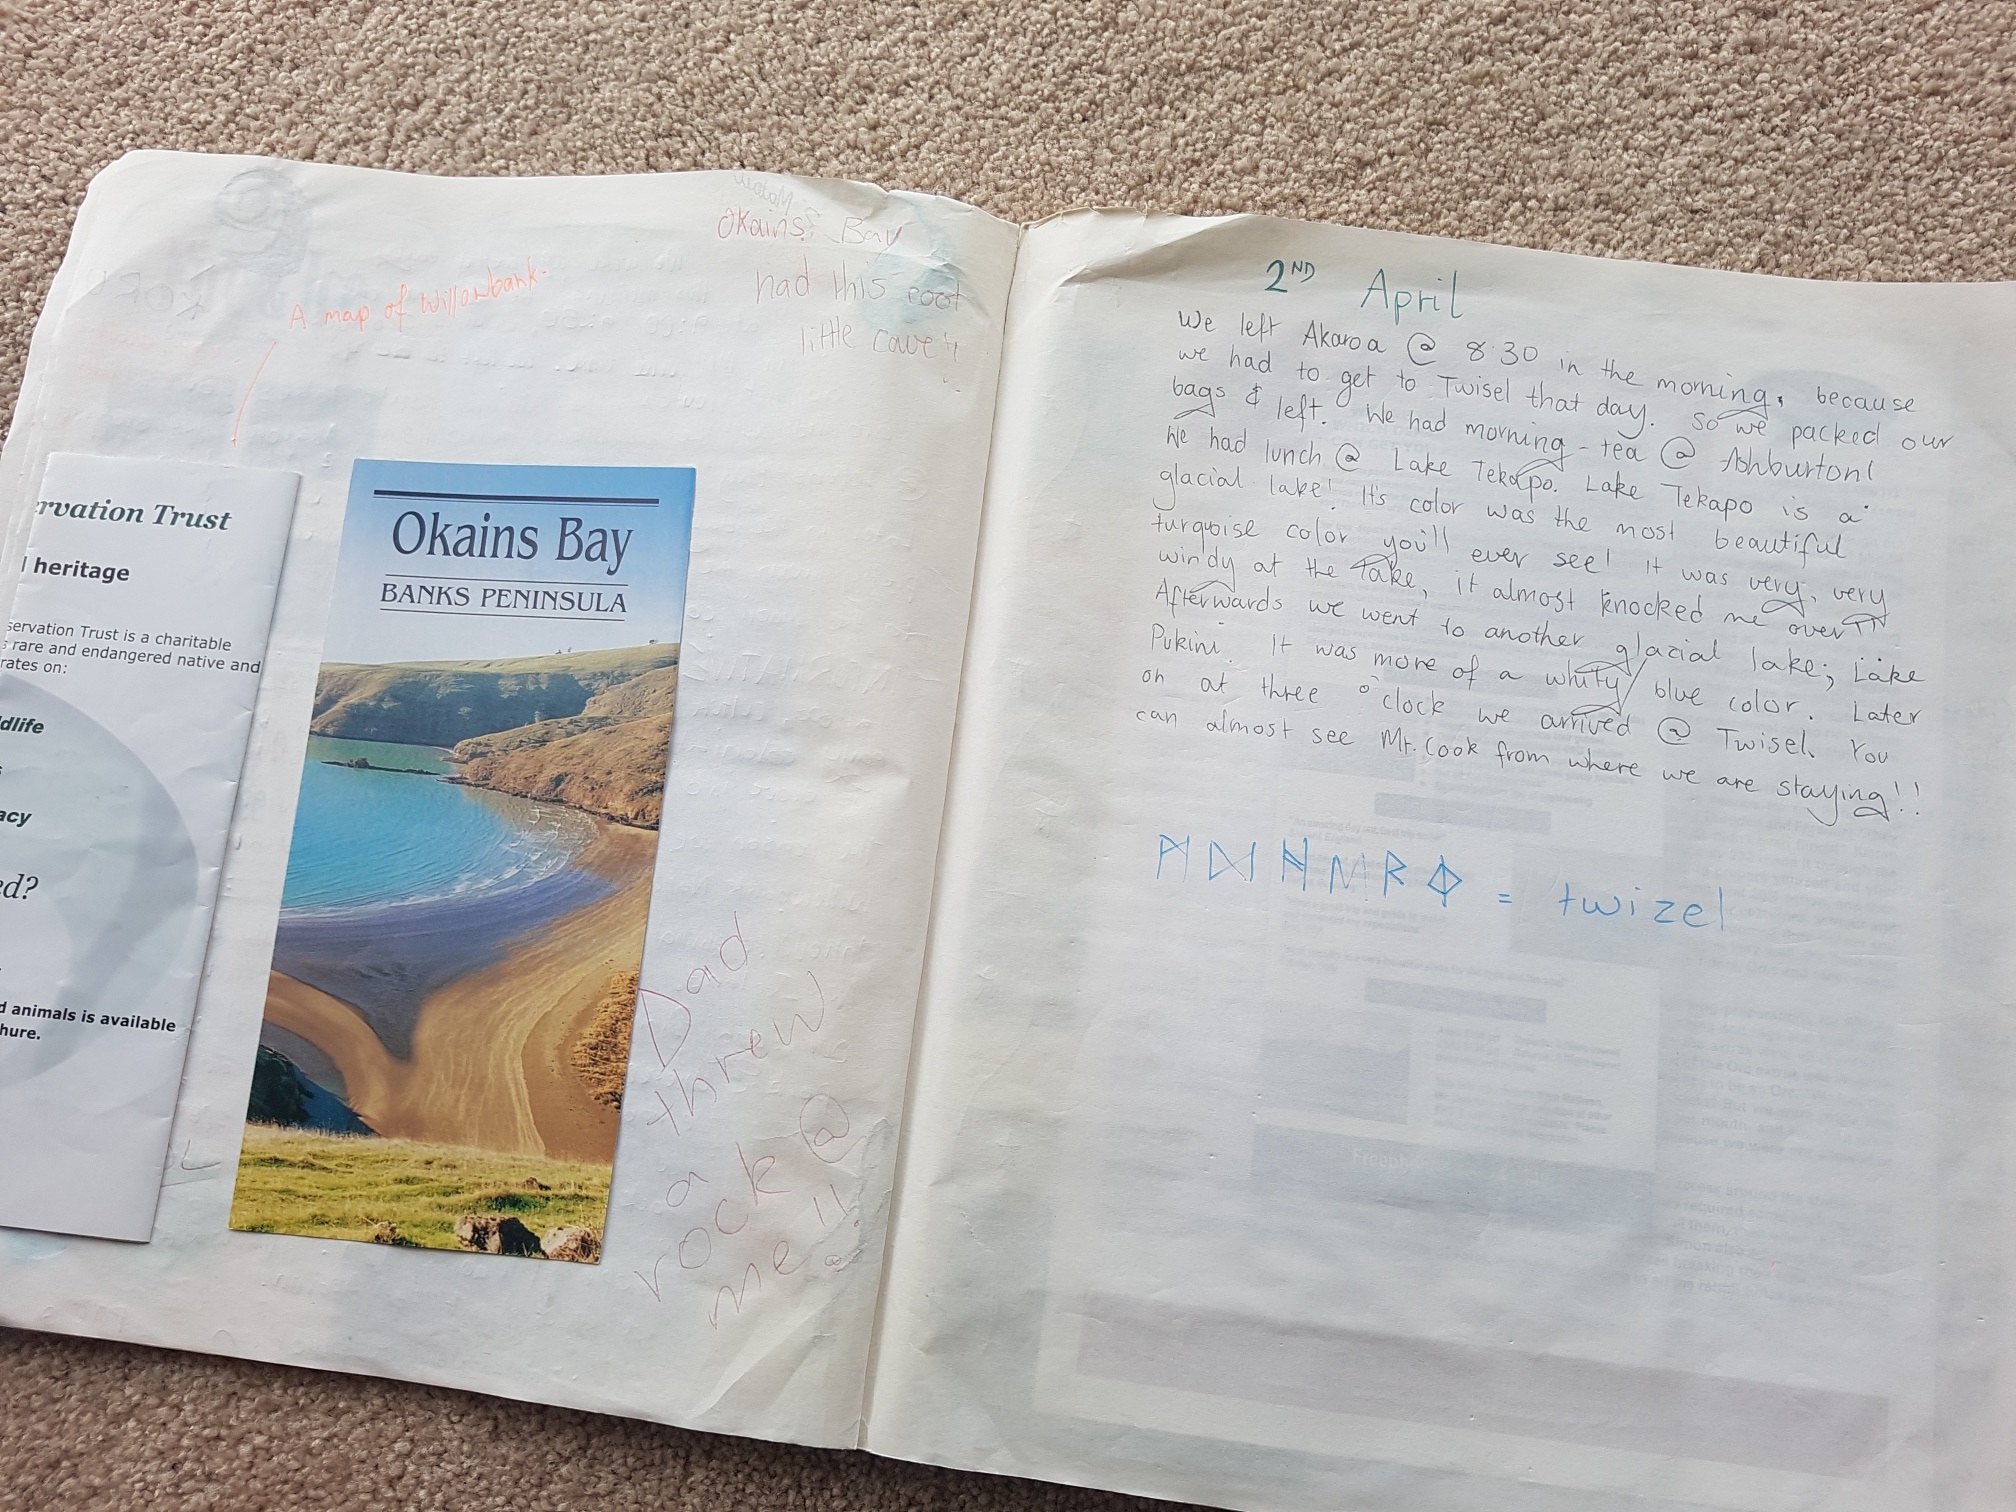 Okains Bay
had this cool
little cave!!
A map of Willowbank.
rvation Trust
l heritage
servation Trust is a charitable
s rare and endangered native and
rates on:
dlife
s
acy
ed?
d animals is available
hure.
Okains Bay
BANKS PENINSULA
Dad
threw
a
rock @
me!!
2ND April
We left Akaroa @ 8.30 in the morning, because
we had to get to Twisel that day. So we packed our
bags & left. We had morning-tea @ Ashburton!
We had lunch @ Lake Tekapo. Lake Tekapo is a
glacial lake! It's color was the most beautiful
turquoise color you'll ever see! It was very, very
windy at the lake, it almost knocked me over!!!
Afterwards we went to another glacial lake; Lake
Pukini. It was more of a whity/blue color. Later
on at three o'clock we arrived @ Twisel. You
can almost see Mt. Cook from where we are staying!!
= twizel
Freeph